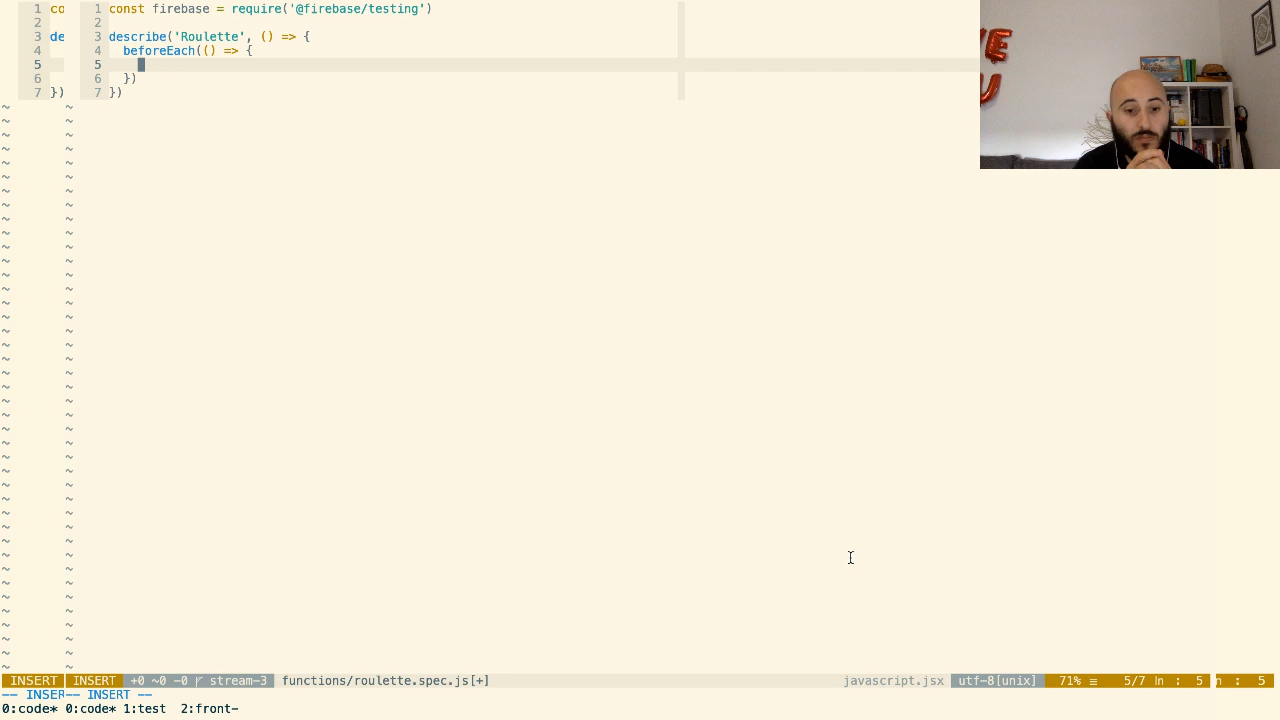 1 co
2
3 de
4
5
6
7 })
1 const firebase = require('@firebase/testing')
2
3 describe('Roulette', () => {
4 beforeEach(() => {
5
6 })
7 })
INSERT INSERT +0 ~0 -0 stream-3 functions/roulette.spec.js[+] javascript.jsx utf-8[unix] 71% ≡ 5/7 ln : 5 n : 5
-- INSER-- INSERT --
0:code* 0:code* 1:test 2:front-